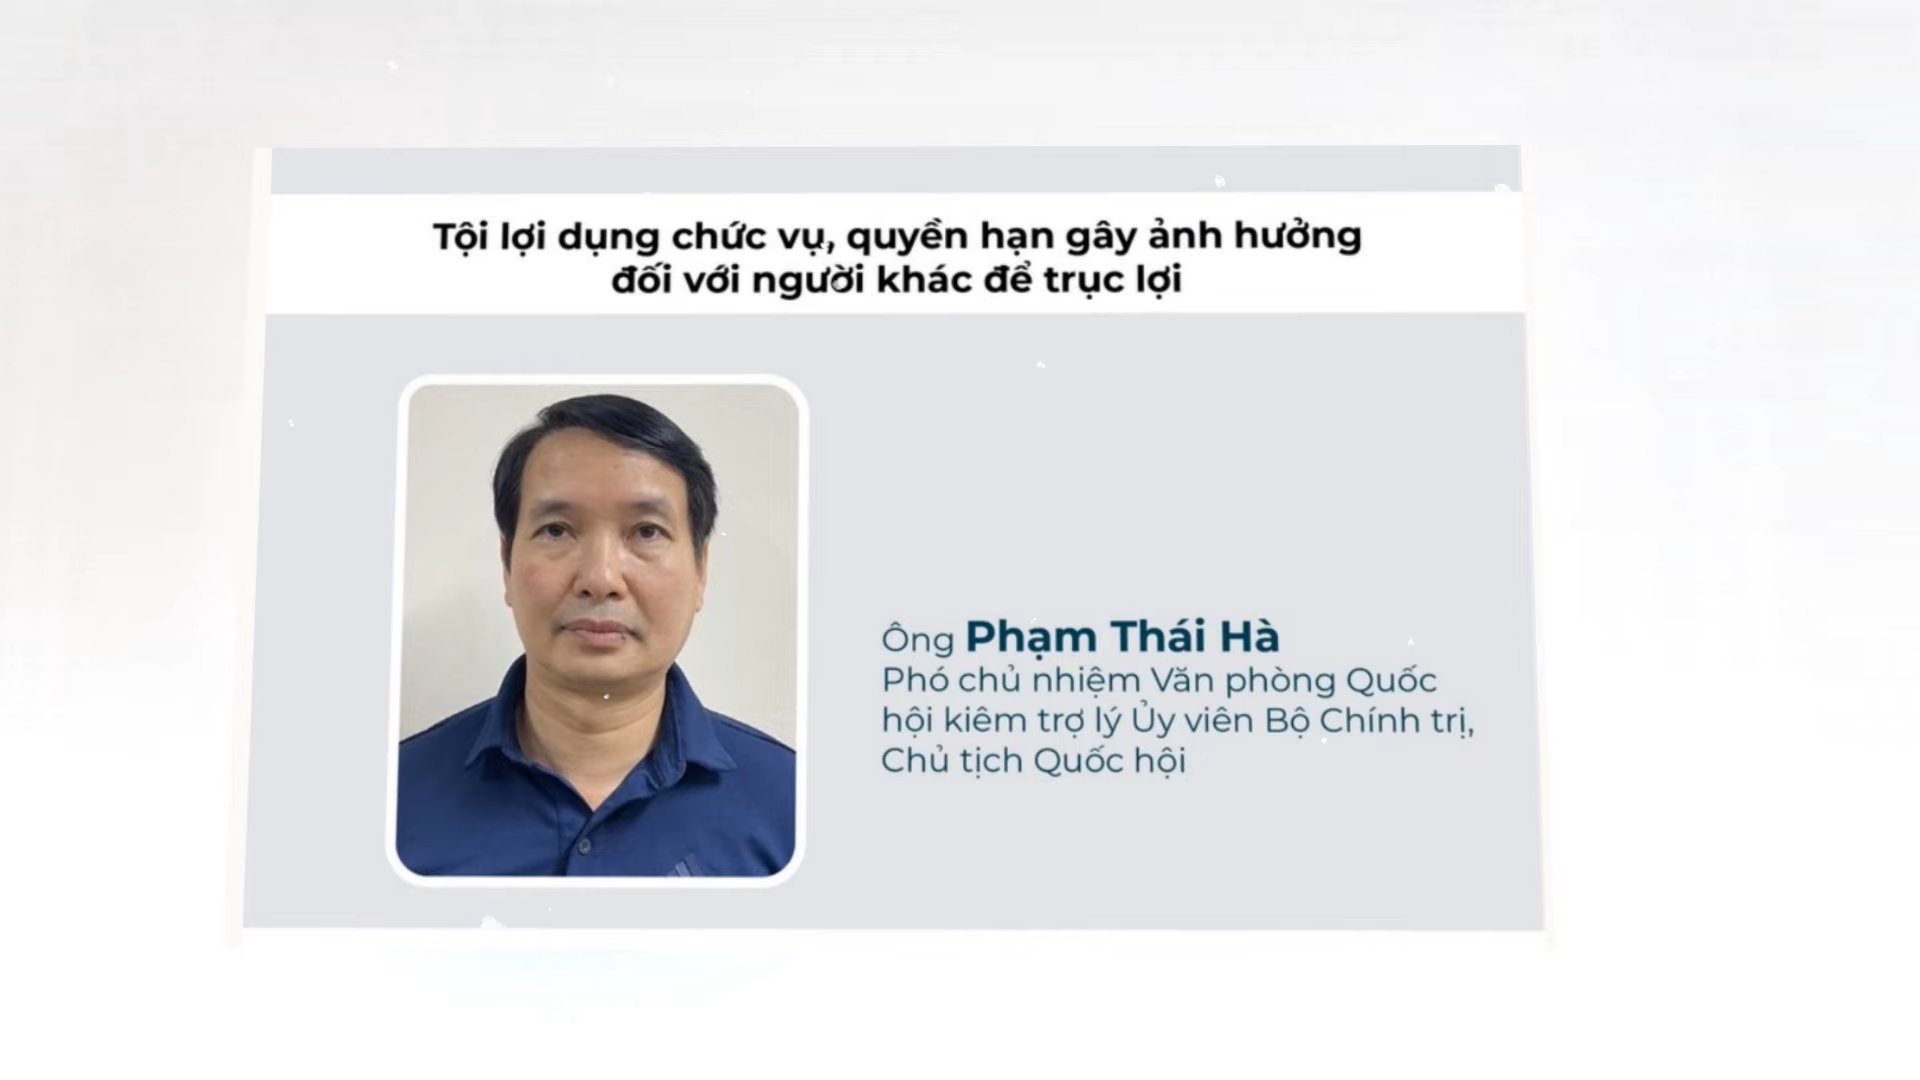 Tội lợi dụng chức vụ, quyền hạn gây ảnh hưởng
đối với người khác để trục lợi
Ông Phạm Thái Hà
Phó chủ nhiệm Văn phòng Quốc
hội kiêm trợ lý Ủy viên Bộ Chính trị,
Chủ tịch Quốc hội